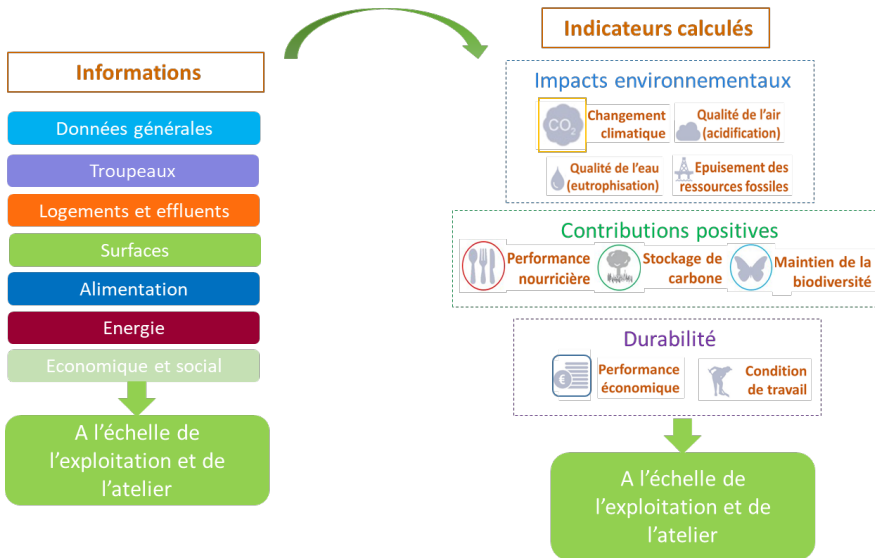 Informations
Données générales
Troupeaux
Logements et effluents
Surfaces
Alimentation
Energie
Economique et social
A l'échelle de
l'exploitation et de
l'atelier
Indicateurs calculés
Impacts environnementaux
CO2
Changement
climatique
Qualité de l'air
(acidification)
Qualité de l'eau
(eutrophisation)
Epuisement des
ressources fossiles
Contributions positives
Performance
nourricière
Stockage de
carbone
Maintien de la
biodiversité
Durabilité
€
Performance
économique
Condition
de travail
A l'échelle de
l'exploitation et de
l'atelier